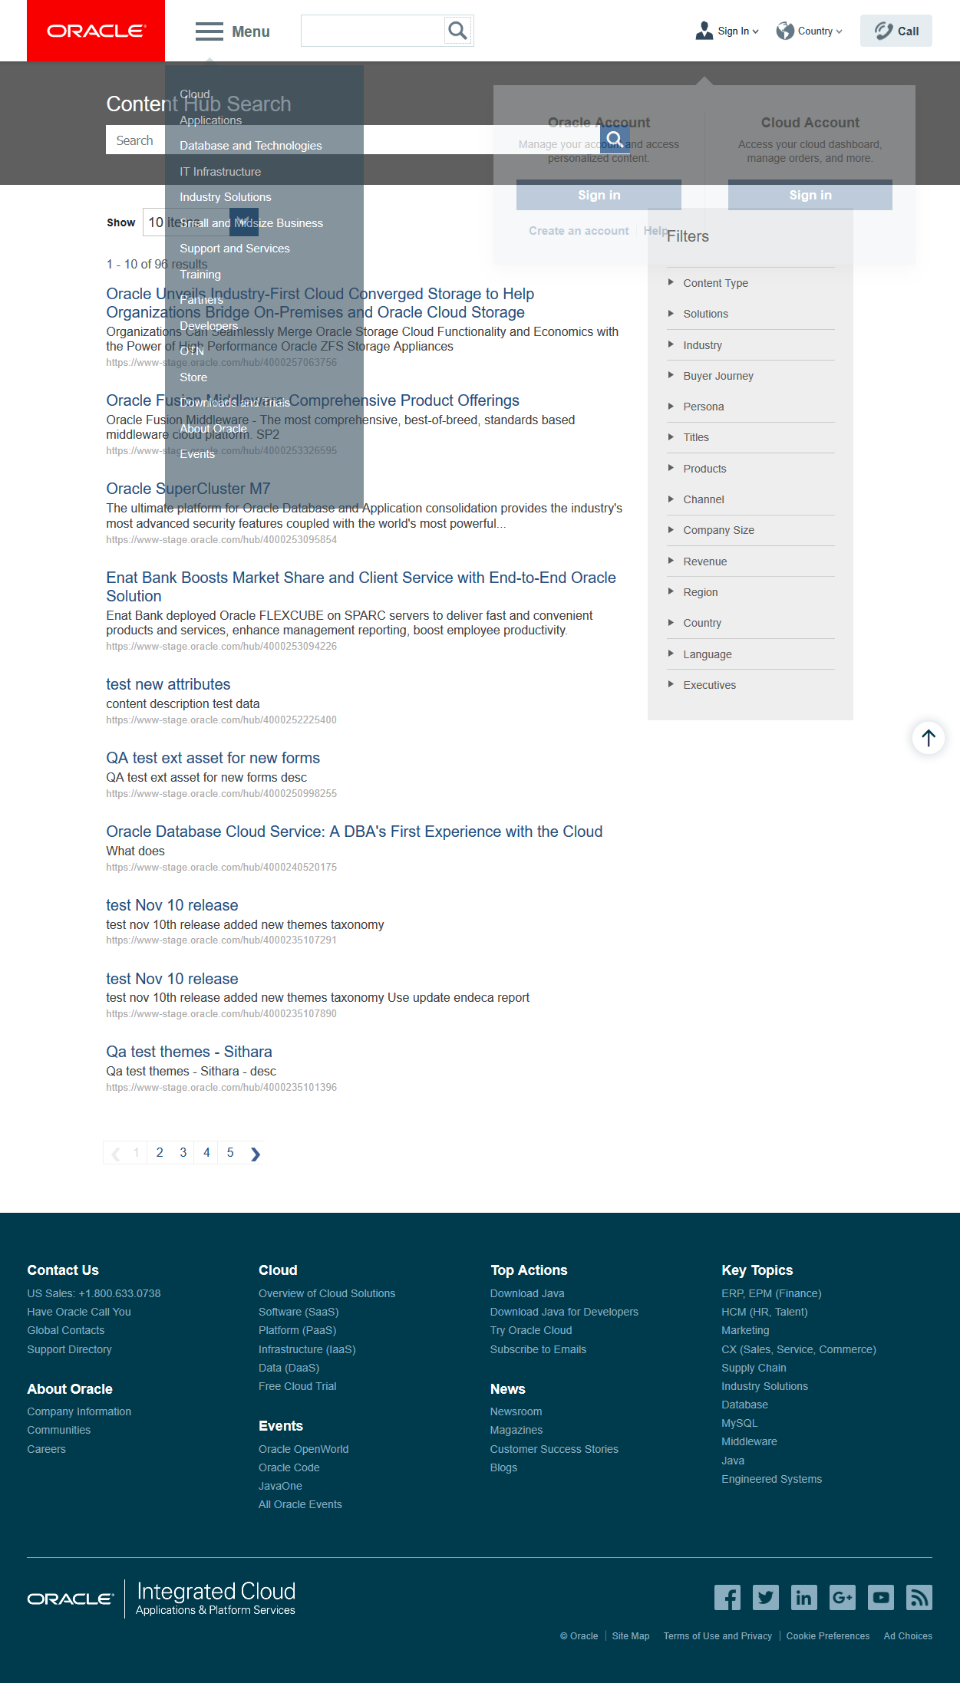 ORACLE
Menu
Sign In
Country
Call
Content Hub Search
Search
Cloud
Applications
Database and Technologies
IT Infrastructure
Industry Solutions
Small and Midsize Business
Support and Services
Training
Partners
Developers
OTN
Store
Downloads and Trials
About Oracle
Events
Oracle Account
Manage your account and access
personalized content.
Sign in
Create an account
Help
Cloud Account
Access your cloud dashboard,
manage orders, and more.
Sign in
Show
10 items
1 - 10 of 96 results
Oracle Unveils Industry-First Cloud Converged Storage to Help
Organizations Bridge On-Premises and Oracle Cloud Storage
Organizations Can Seamlessly Merge Oracle Storage Cloud Functionality and Economics with
the Power of High Performance Oracle ZFS Storage Appliances
https://www-stage.oracle.com/hub/4000257063756
Oracle Fusion Middleware Comprehensive Product Offerings
Oracle Fusion Middleware - The most comprehensive, best-of-breed, standards based
middleware cloud platform. SP2
https://www-stage.oracle.com/hub/4000253326595
Oracle SuperCluster M7
The ultimate platform for Oracle Database and Application consolidation provides the industry's
most advanced security features coupled with the world's most powerful...
https://www-stage.oracle.com/hub/4000253095854
Enat Bank Boosts Market Share and Client Service with End-to-End Oracle
Solution
Enat Bank deployed Oracle FLEXCUBE on SPARC servers to deliver fast and convenient
products and services, enhance management reporting, boost employee productivity.
https://www-stage.oracle.com/hub/4000253094226
test new attributes
content description test data
https://www-stage.oracle.com/hub/4000252225400
QA test ext asset for new forms
QA test ext asset for new forms desc
https://www-stage.oracle.com/hub/4000250998255
Oracle Database Cloud Service: A DBA's First Experience with the Cloud
What does
https://www-stage.oracle.com/hub/4000240520175
test Nov 10 release
test nov 10th release added new themes taxonomy
https://www-stage.oracle.com/hub/4000235107291
test Nov 10 release
test nov 10th release added new themes taxonomy Use update endeca report
https://www-stage.oracle.com/hub/4000235107890
Qa test themes - Sithara
Qa test themes - Sithara - desc
https://www-stage.oracle.com/hub/4000235101396
1 2 3 4 5
Filters
Content Type
Solutions
Industry
Buyer Journey
Persona
Titles
Products
Channel
Company Size
Revenue
Region
Country
Language
Executives
Contact Us
US Sales: +1.800.633.0738
Have Oracle Call You
Global Contacts
Support Directory
About Oracle
Company Information
Communities
Careers
Cloud
Overview of Cloud Solutions
Software (SaaS)
Platform (PaaS)
Infrastructure (IaaS)
Data (DaaS)
Free Cloud Trial
Events
Oracle OpenWorld
Oracle Code
JavaOne
All Oracle Events
Top Actions
Download Java
Download Java for Developers
Try Oracle Cloud
Subscribe to Emails
News
Newsroom
Magazines
Customer Success Stories
Blogs
Key Topics
ERP, EPM (Finance)
HCM (HR, Talent)
Marketing
CX (Sales, Service, Commerce)
Supply Chain
Industry Solutions
Database
MySQL
Middleware
Java
Engineered Systems
ORACLE
Integrated Cloud
Applications & Platform Services
© Oracle
Site Map
Terms of Use and Privacy
Cookie Preferences
Ad Choices